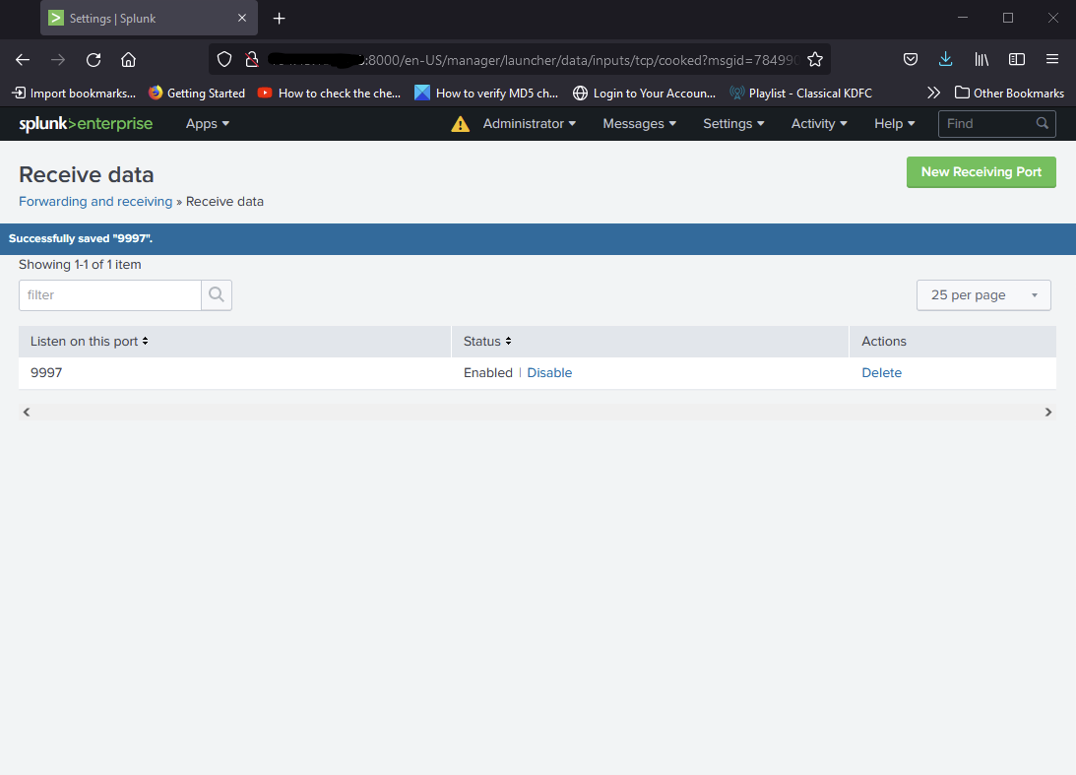 Settings | Splunk
:8000/en-US/manager/launcher/data/inputs/tcp/cooked?msgid=78499
Import bookmarks... Getting Started How to check the che... How to verify MD5 ch... Login to Your Accoun... Playlist - Classical KDFC Other Bookmarks
splunk>enterprise Apps Administrator Messages Settings Activity Help Find
Receive data New Receiving Port
Forwarding and receiving » Receive data
Successfully saved "9997".
Showing 1-1 of 1 item
filter 25 per page
Listen on this port Status Actions
9997 Enabled | Disable Delete